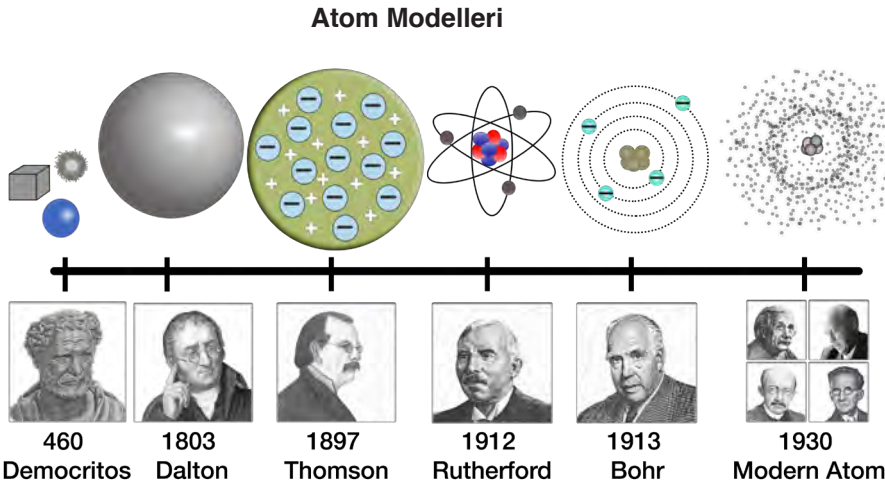 Atom Modelleri
460
Democritos
1803
Dalton
1897
Thomson
1912
Rutherford
1913
Bohr
1930
Modern Atom